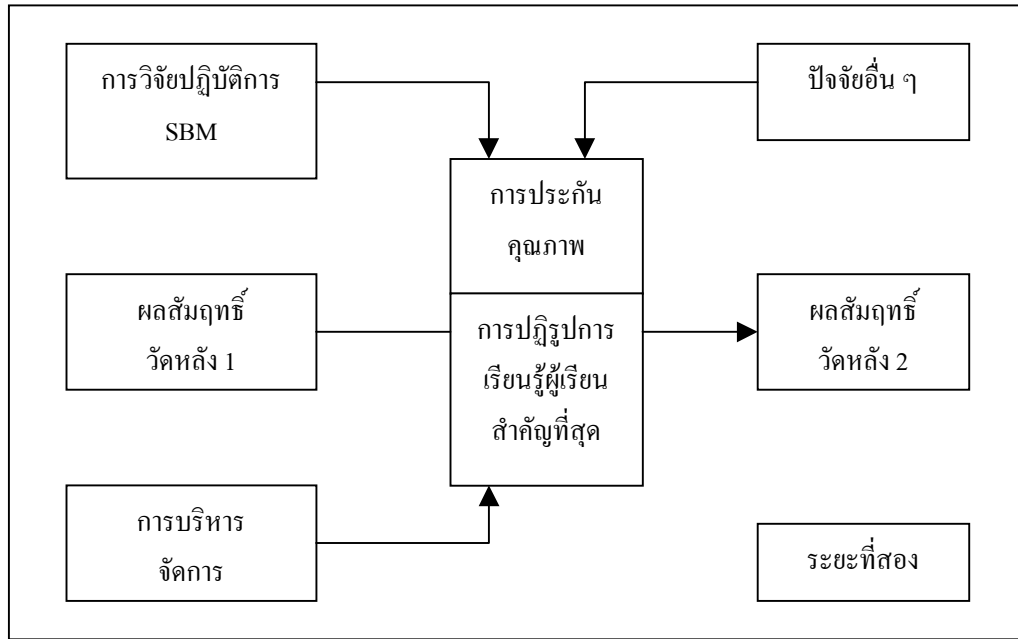 การวิจัยปฏิบัติการ
SBM
ปัจจัยอื่น ๆ
การประกัน
คุณภาพ
ผลสัมฤทธิ์
วัดหลัง 1
การปฏิรูปการ
เรียนรู้ผู้เรียน
สำคัญที่สุด
ผลสัมฤทธิ์
วัดหลัง 2
การบริหาร
จัดการ
ระยะที่สอง